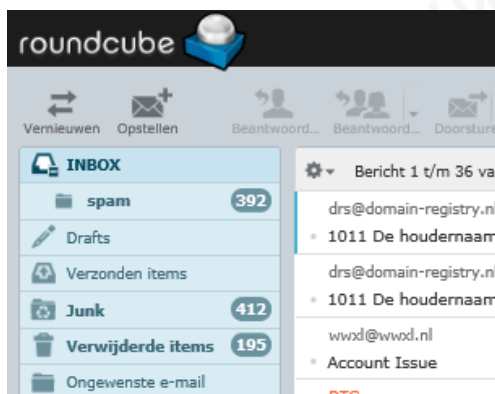 roundcube
Vernieuwen Opstellen Beantwoord... Beantwoord... Doorsture
INBOX
spam 392
Drafts
Verzonden items
Junk 412
Verwijderde items 195
Ongewenste e-mail
Bericht 1 t/m 36 va
drs@domain-registry.nl
1011 De houdernaam
drs@domain-registry.nl
1011 De houdernaam
wwxl@wwxl.nl
Account Issue